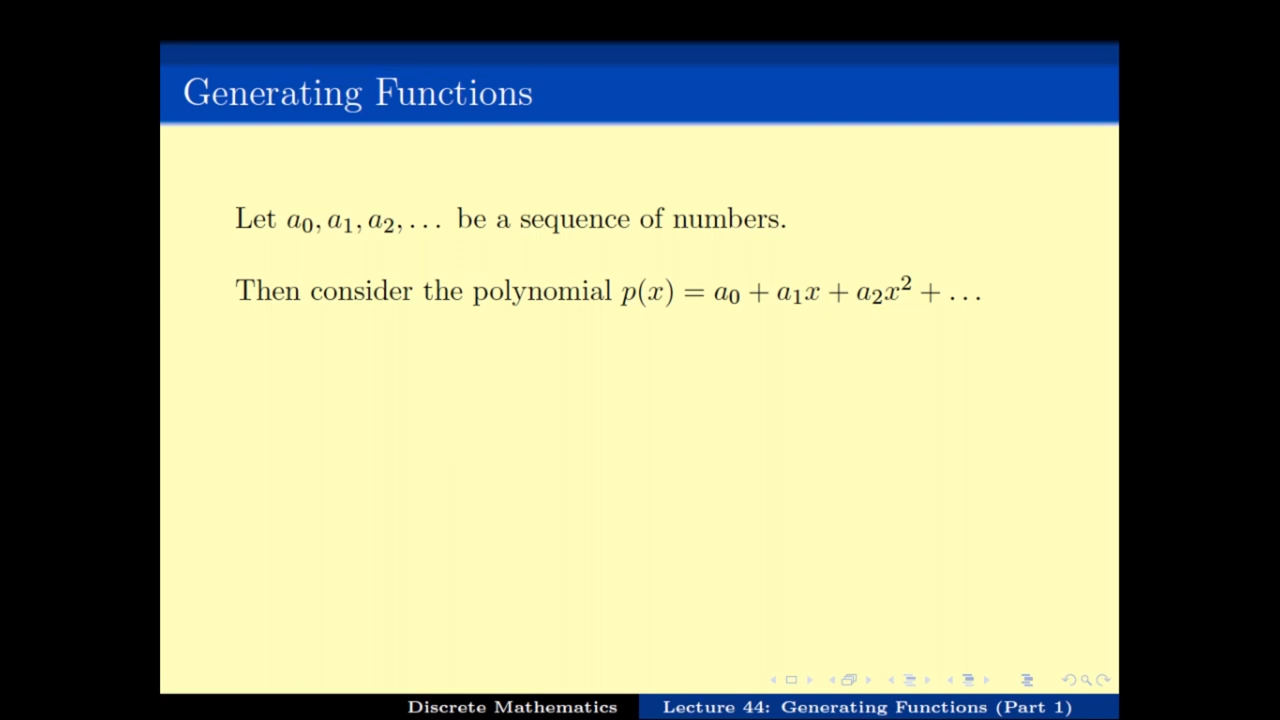 Generating Functions
Let a₀, a₁, a₂, ... be a sequence of numbers.
Then consider the polynomial p(x) = a₀ + a₁x + a₂x² + ...
Discrete Mathematics
Lecture 44: Generating Functions (Part 1)